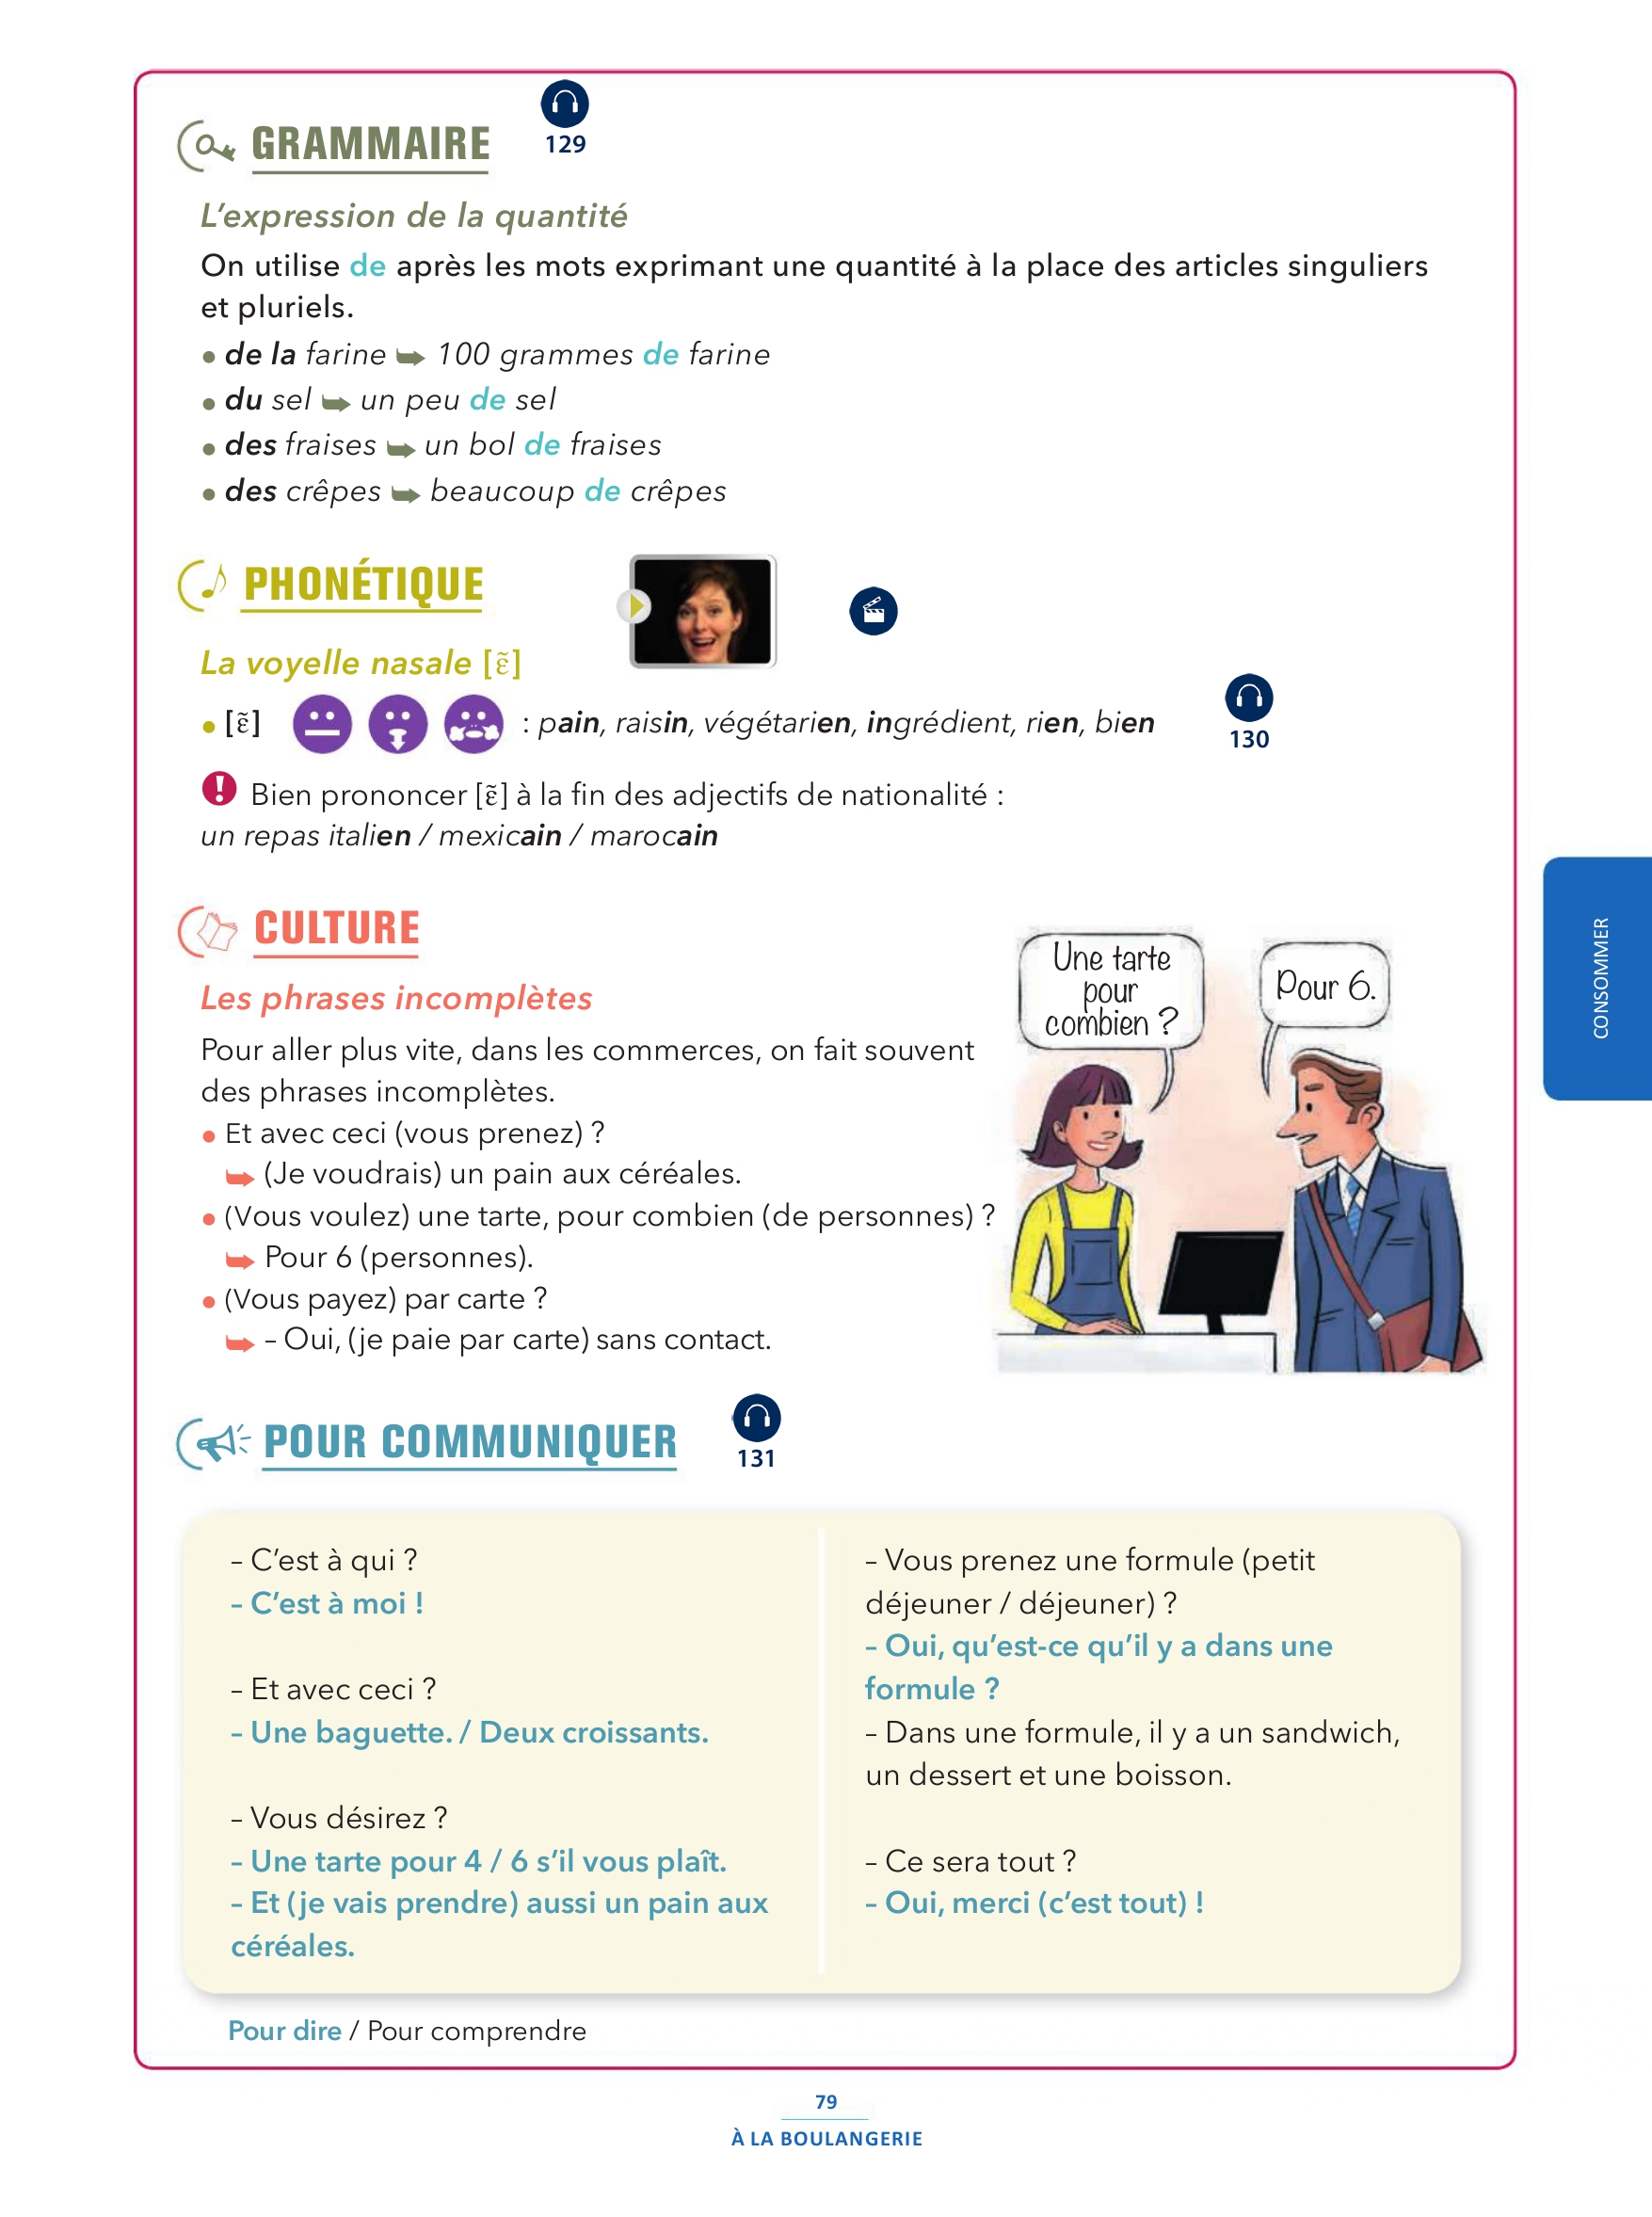 129
GRAMMAIRE
L'expression de la quantité
On utilise de après les mots exprimant une quantité à la place des articles singuliers
et pluriels.
• de la farine ➥ 100 grammes de farine
• du sel ➥ un peu de sel
• des fraises ➥ un bol de fraises
• des crêpes ➥ beaucoup de crêpes
PHONÉTIQUE
La voyelle nasale [ɛ̃]
• [ɛ̃] : pain, raisin, végétarien, ingrédient, rien, bien
130
! Bien prononcer [ɛ̃] à la fin des adjectifs de nationalité :
un repas italien / mexicain / marocain
CULTURE
Les phrases incomplètes
Pour aller plus vite, dans les commerces, on fait souvent
des phrases incomplètes.
• Et avec ceci (vous prenez) ?
➥ (Je voudrais) un pain aux céréales.
• (Vous voulez) une tarte, pour combien (de personnes) ?
➥ Pour 6 (personnes).
• (Vous payez) par carte ?
➥ – Oui, (je paie par carte) sans contact.
Une tarte
pour
combien ?
Pour 6.
CONSOMMER
POUR COMMUNIQUER
131
– C'est à qui ?
– C'est à moi !
– Et avec ceci ?
– Une baguette. / Deux croissants.
– Vous désirez ?
– Une tarte pour 4 / 6 s'il vous plaît.
– Et (je vais prendre) aussi un pain aux
céréales.
– Vous prenez une formule (petit
déjeuner / déjeuner) ?
– Oui, qu'est-ce qu'il y a dans une
formule ?
– Dans une formule, il y a un sandwich,
un dessert et une boisson.
– Ce sera tout ?
– Oui, merci (c'est tout) !
Pour dire / Pour comprendre
79
À LA BOULANGERIE